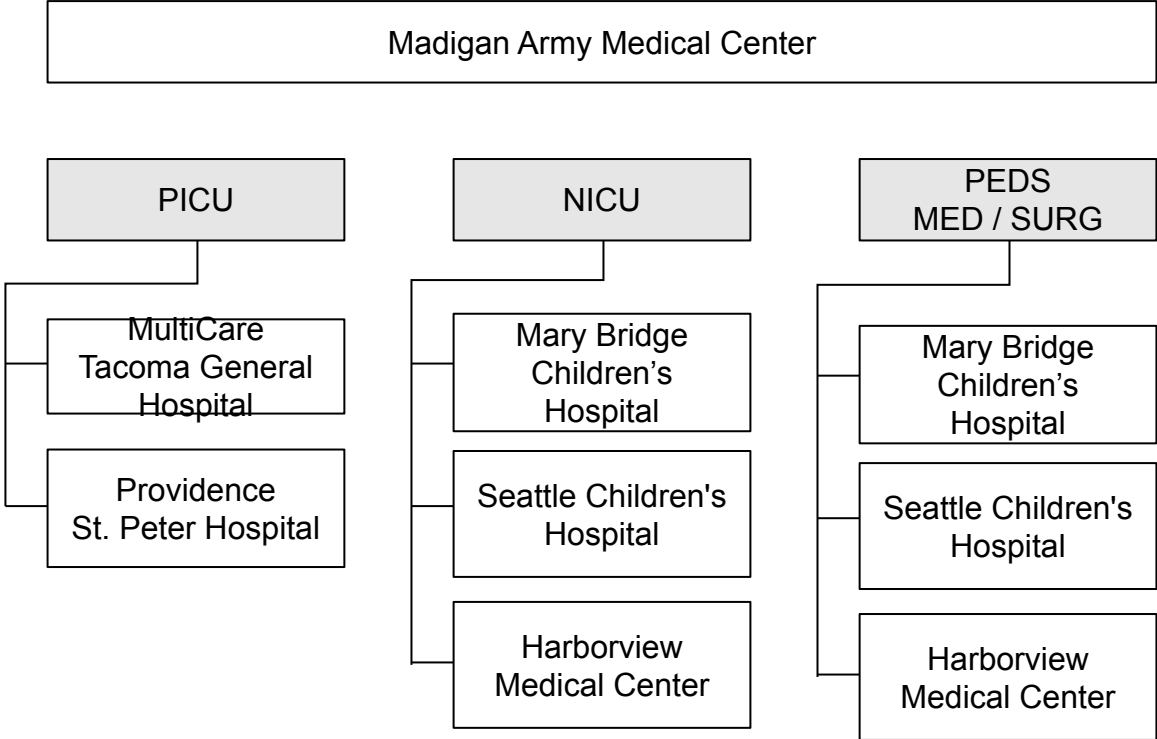 Madigan Army Medical Center
PICU
MultiCare
Tacoma General
Hospital
Providence
St. Peter Hospital
NICU
Mary Bridge
Children’s
Hospital
Seattle Children's
Hospital
Harborview
Medical Center
PEDS
MED / SURG
Mary Bridge
Children’s
Hospital
Seattle Children's
Hospital
Harborview
Medical Center